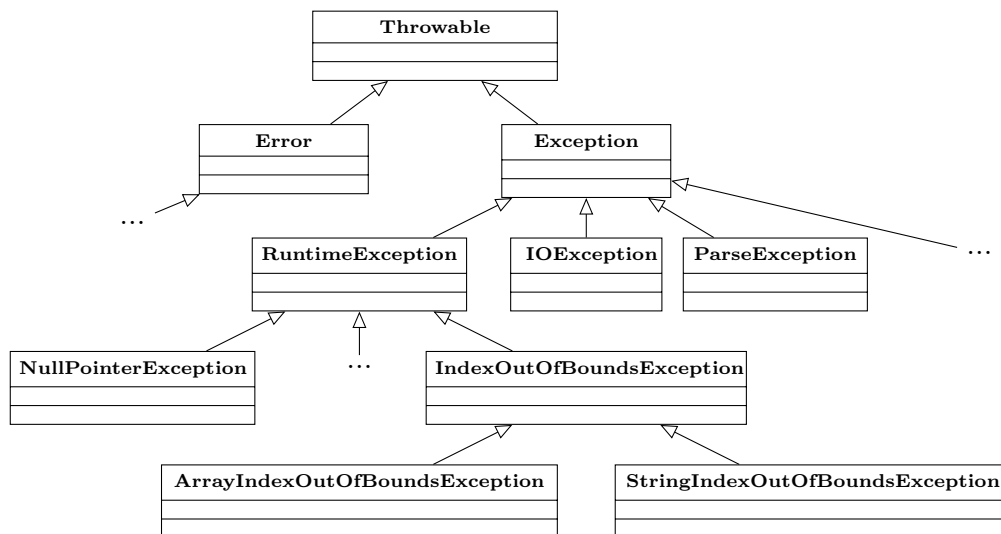 Throwable
Error
Exception
...
RuntimeException
IOException
ParseException
...
NullPointerException
...
IndexOutOfBoundsException
ArrayIndexOutOfBoundsException
StringIndexOutOfBoundsException